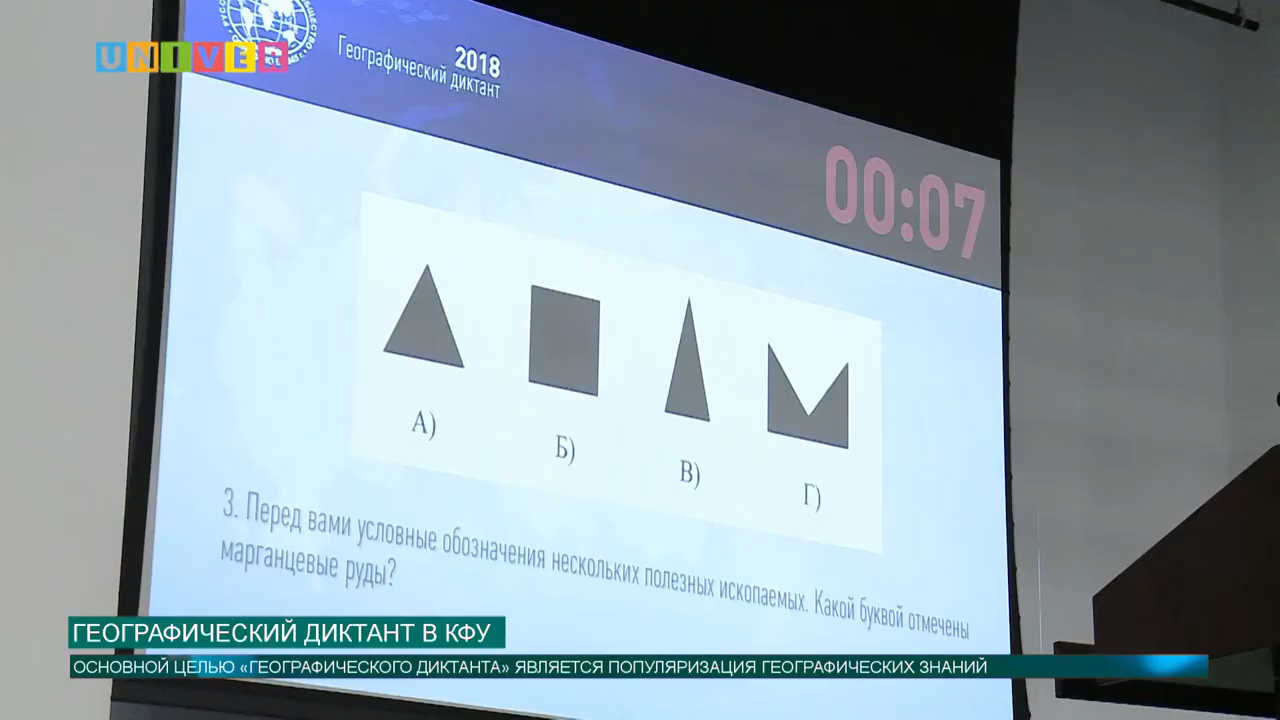 UNIVER
2018
Географический диктант
00:07
А)
Б)
В)
Г)
3. Перед вами условные обозначения нескольких полезных ископаемых. Какой буквой отмечены
марганцевые руды?
ГЕОГРАФИЧЕСКИЙ ДИКТАНТ В КФУ
ОСНОВНОЙ ЦЕЛЬЮ «ГЕОГРАФИЧЕСКОГО ДИКТАНТА» ЯВЛЯЕТСЯ ПОПУЛЯРИЗАЦИЯ ГЕОГРАФИЧЕСКИХ ЗНАНИЙ